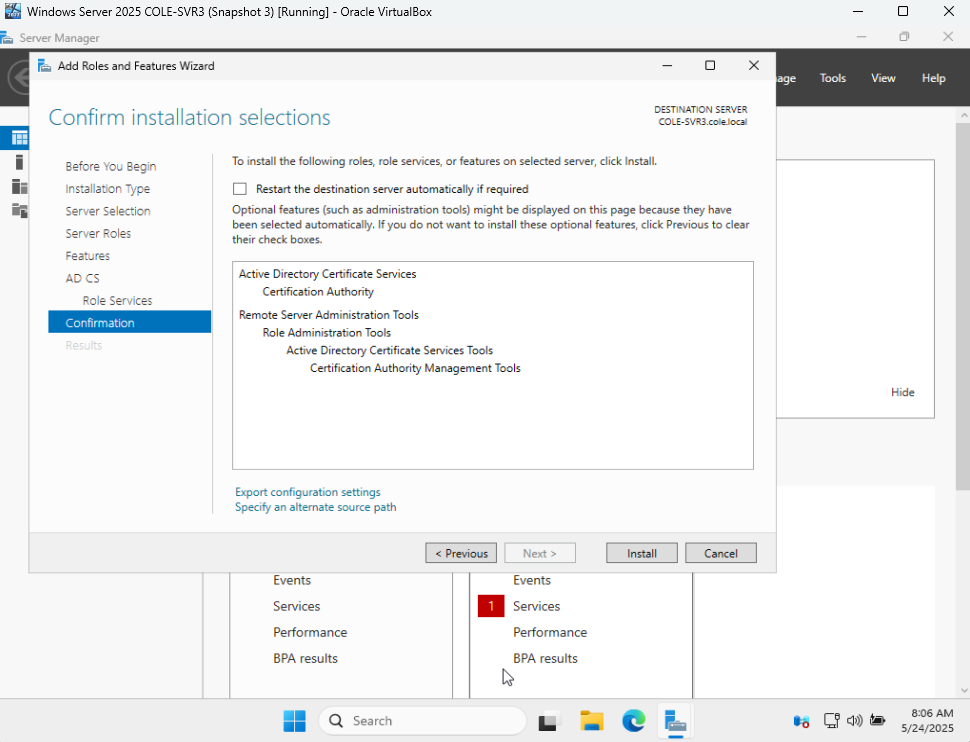 Windows Server 2025 COLE-SVR3 (Snapshot 3) [Running] - Oracle VirtualBox
Server Manager
Add Roles and Features Wizard
Tools
View
Help
Confirm installation selections
DESTINATION SERVER
COLE-SVR3.cole.local
Before You Begin
Installation Type
Server Selection
Server Roles
Features
AD CS
Role Services
Confirmation
Results
To install the following roles, role services, or features on selected server, click Install.
Restart the destination server automatically if required
Optional features (such as administration tools) might be displayed on this page because they have
been selected automatically. If you do not want to install these optional features, click Previous to clear
their check boxes.
Active Directory Certificate Services
Certification Authority
Remote Server Administration Tools
Role Administration Tools
Active Directory Certificate Services Tools
Certification Authority Management Tools
Export configuration settings
Specify an alternate source path
Hide
< Previous
Next >
Install
Cancel
Events
Services
Performance
BPA results
Events
1 Services
Performance
BPA results
Search
8:06 AM
5/24/2025